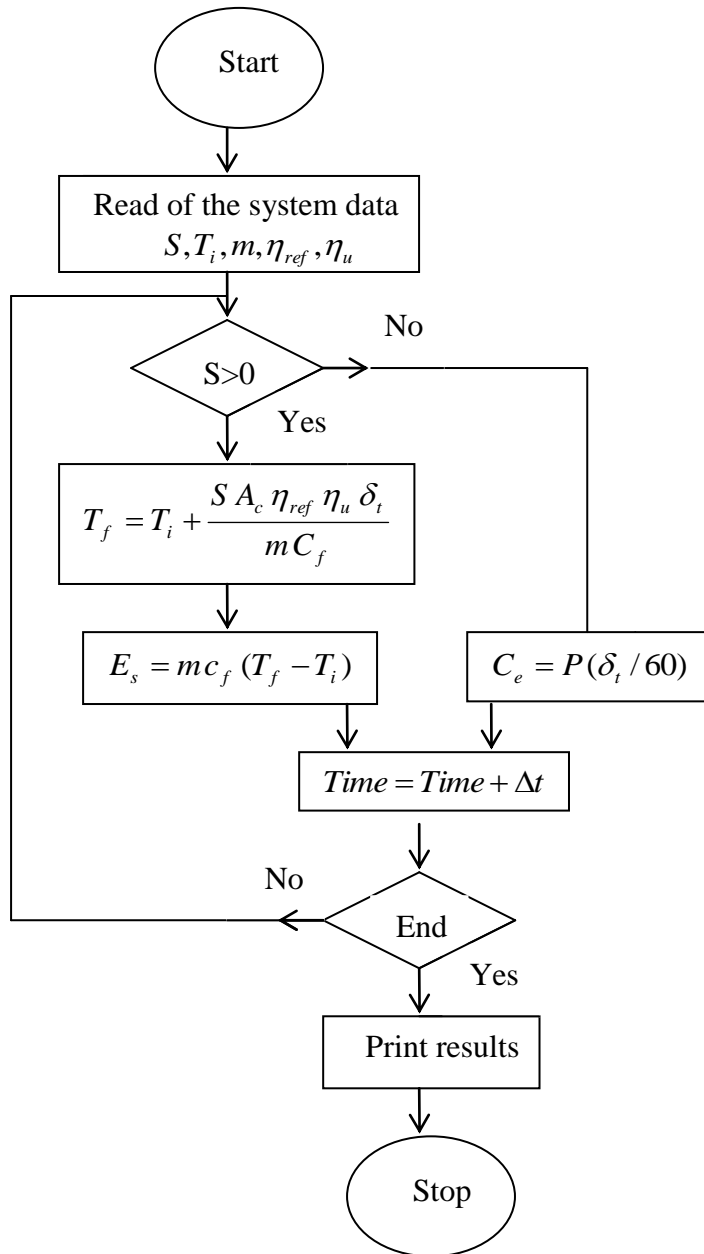 Start
Read of the system data
S, T_i, m, η_ref, η_u
No
S>0
Yes
T_f = T_i + \frac{S A_c η_ref η_u δ_t}{m C_f}
E_s = m c_f (T_f − T_i)
C_e = P(δ_t / 60)
Time = Time + Δt
No
End
Yes
Print results
Stop